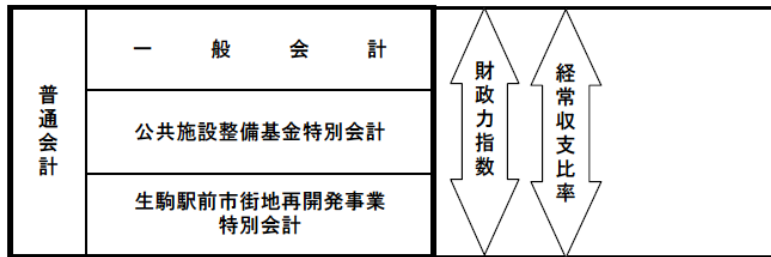 普通会計
一般会計
公共施設整備基金特別会計
生駒駅前市街地再開発事業
特別会計
財政力指数
経常収支比率